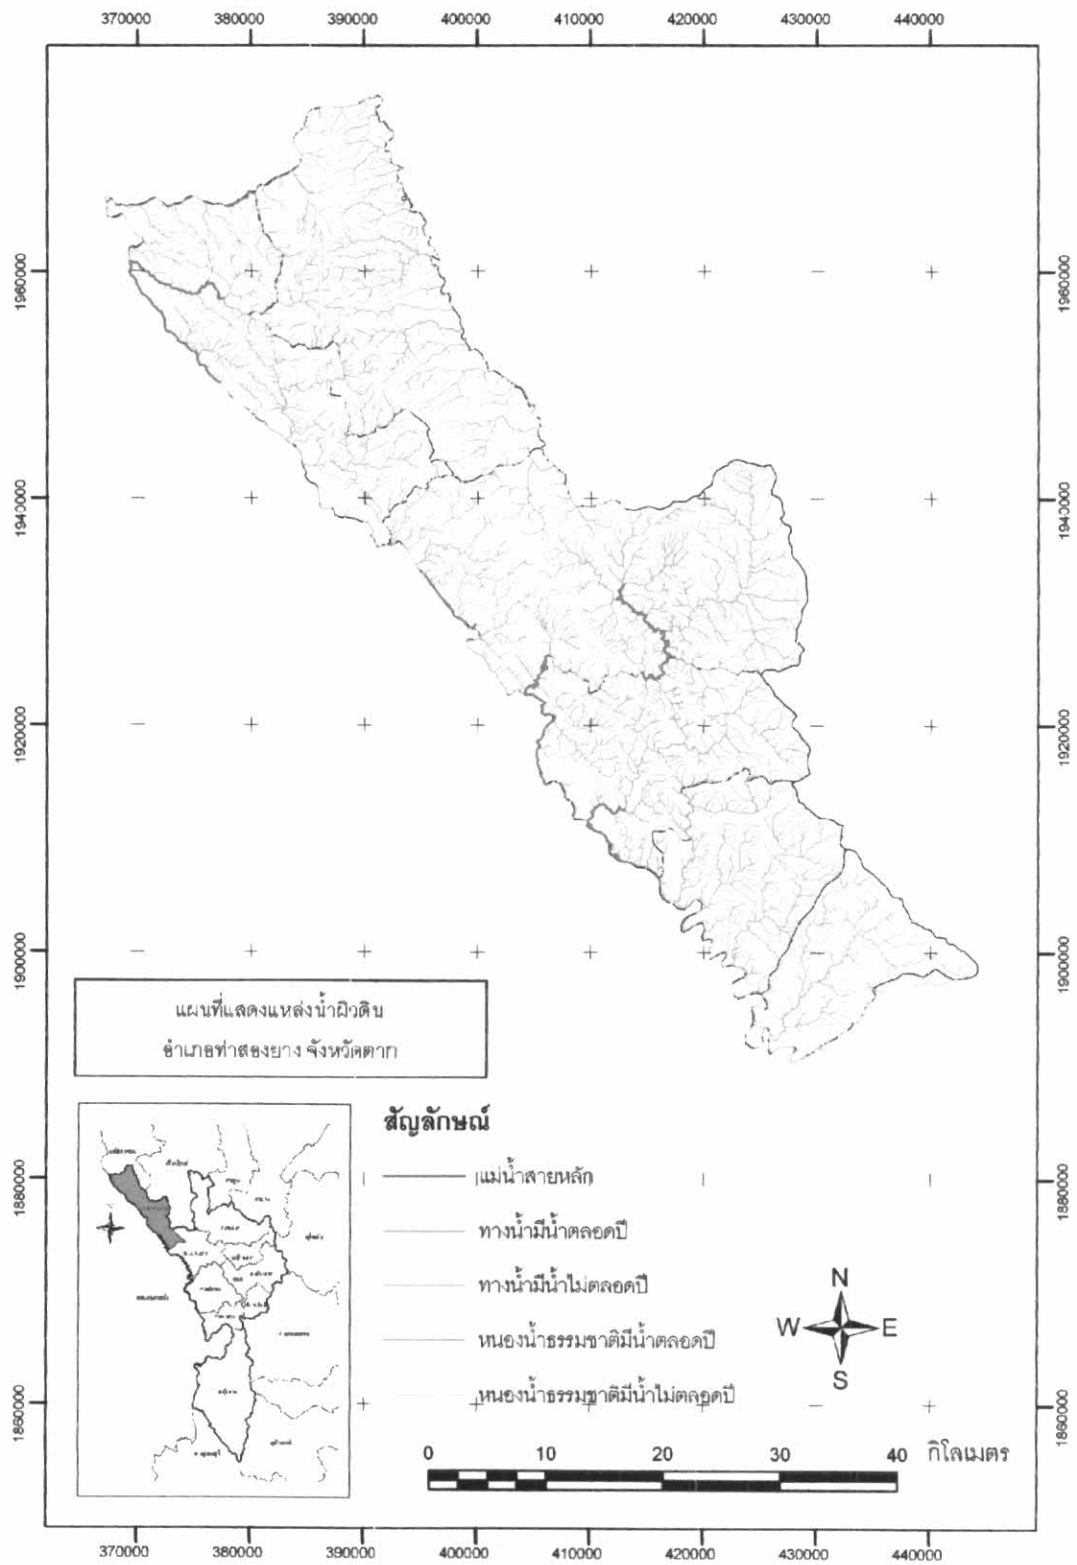 370000 380000 390000 400000 410000 420000 430000 440000
1960000
1960000
1940000
1940000
1920000
1920000
1900000
1900000
แผนที่แสดงแหล่งน้ำผิวดิน
อำเภอท่าสองยาง จังหวัดตาก
สัญลักษณ์
แม่น้ำสายหลัก
1880000
1880000
ทางน้ำมีน้ำตลอดปี
ทางน้ำมีน้ำไม่ตลอดปี
หนองน้ำธรรมชาติมีน้ำตลอดปี
หนองน้ำธรรมชาติมีน้ำไม่ตลอดปี
N
W E
S
1860000
1860000
0 10 20 30 40 กิโลเมตร
370000 380000 390000 400000 410000 420000 430000 440000